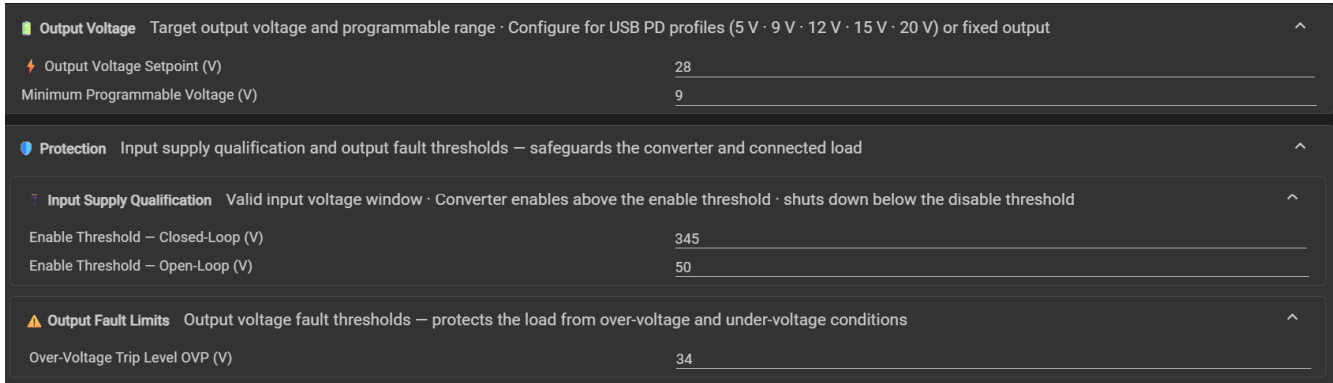 Output Voltage Target output voltage and programmable range · Configure for USB PD profiles (5 V · 9 V · 12 V · 15 V · 20 V) or fixed output
Output Voltage Setpoint (V) 28
Minimum Programmable Voltage (V) 9
Protection Input supply qualification and output fault thresholds — safeguards the converter and connected load
Input Supply Qualification Valid input voltage window · Converter enables above the enable threshold · shuts down below the disable threshold
Enable Threshold — Closed-Loop (V) 345
Enable Threshold — Open-Loop (V) 50
Output Fault Limits Output voltage fault thresholds — protects the load from over-voltage and under-voltage conditions
Over-Voltage Trip Level OVP (V) 34